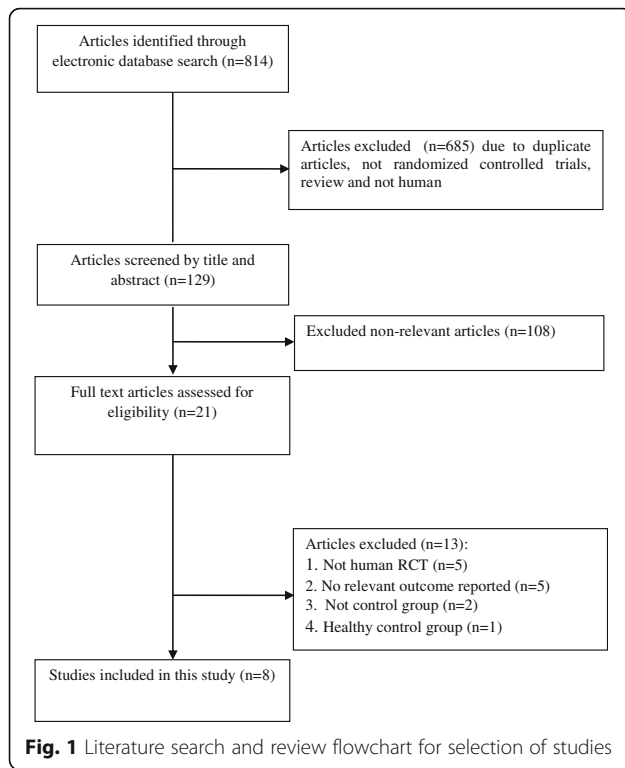 Articles identified through
electronic database search (n=814)
Articles excluded (n=685) due to duplicate
articles, not randomized controlled trials,
review and not human
Articles screened by title and
abstract (n=129)
Excluded non-relevant articles (n=108)
Full text articles assessed for
eligibility (n=21)
Articles excluded (n=13):
1. Not human RCT (n=5)
2. No relevant outcome reported (n=5)
3. Not control group (n=2)
4. Healthy control group (n=1)
Studies included in this study (n=8)
Fig. 1 Literature search and review flowchart for selection of studies